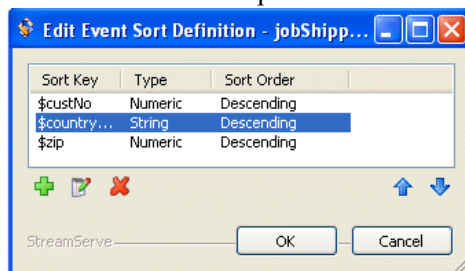 Edit Event Sort Definition - jobShipp...
Sort Key Type Sort Order
$custNo Numeric Descending
$country... String Descending
$zip Numeric Descending
StreamServe OK Cancel